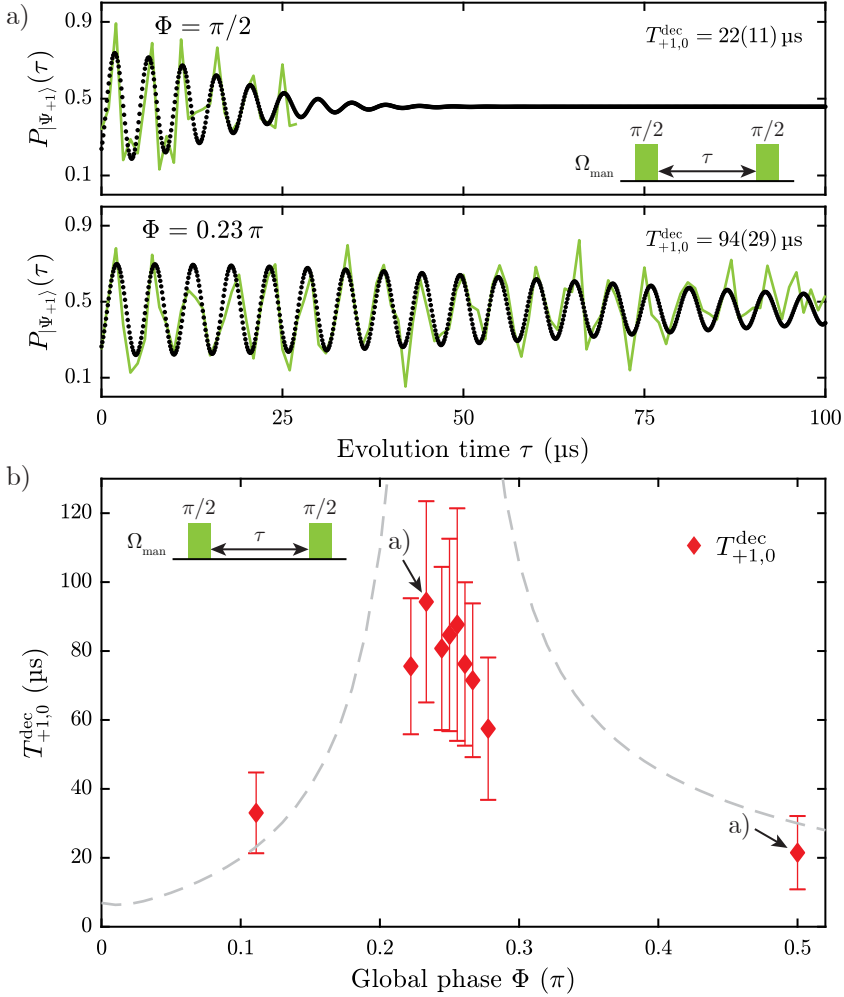 a)
Φ = π/2
T^dec_+1,0 = 22(11) µs
0.9
0.5
0.1
P_|Ψ+1⟩(τ)
π/2 π/2
Ω_man τ
Φ = 0.23 π
T^dec_+1,0 = 94(29) µs
0.9
0.5
0.1
P_|Ψ+1⟩(τ)
0 25 50 75 100
Evolution time τ (µs)
b)
π/2 π/2
Ω_man τ
a)
T^dec_+1,0
120
100
80
60
40
20
0
T^dec_+1,0 (µs)
a)
0 0.1 0.2 0.3 0.4 0.5
Global phase Φ (π)